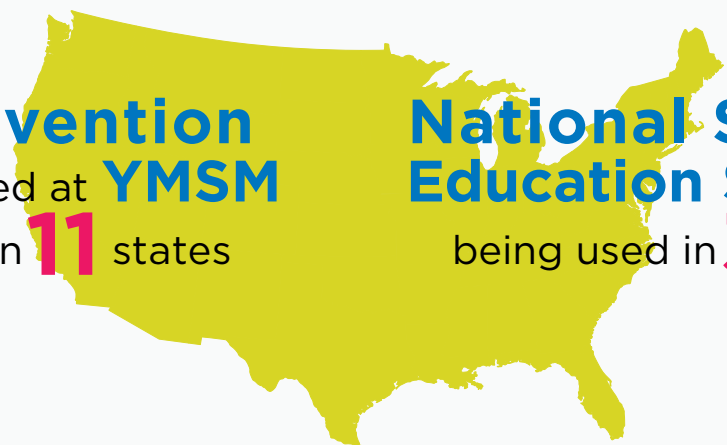 vention
ed at YMSM
n 11 states
National S
Education S
being used in